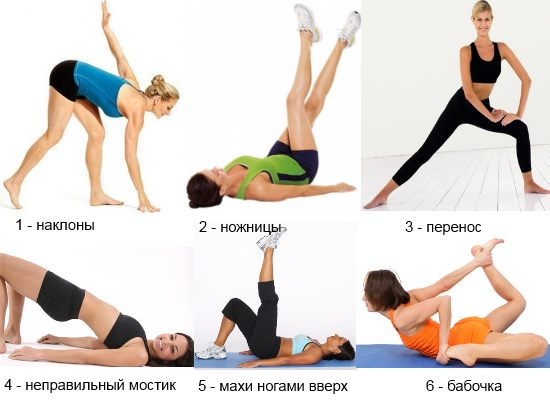 1 - наклоны
2 - ножницы
3 - перенос
4 - неправильный мостик
5 - махи ногами вверх
6 - бабочка